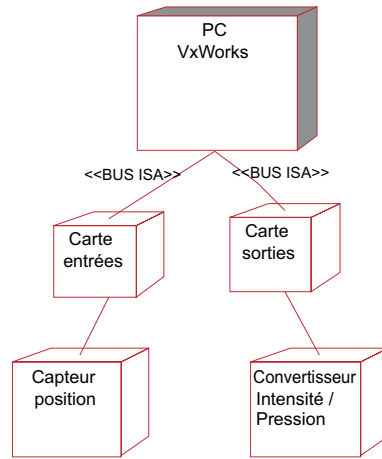 PC
VxWorks
<<BUS ISA>>
<<BUS ISA>>
Carte
entrées
Carte
sorties
Capteur
position
Convertisseur
Intensité /
Pression